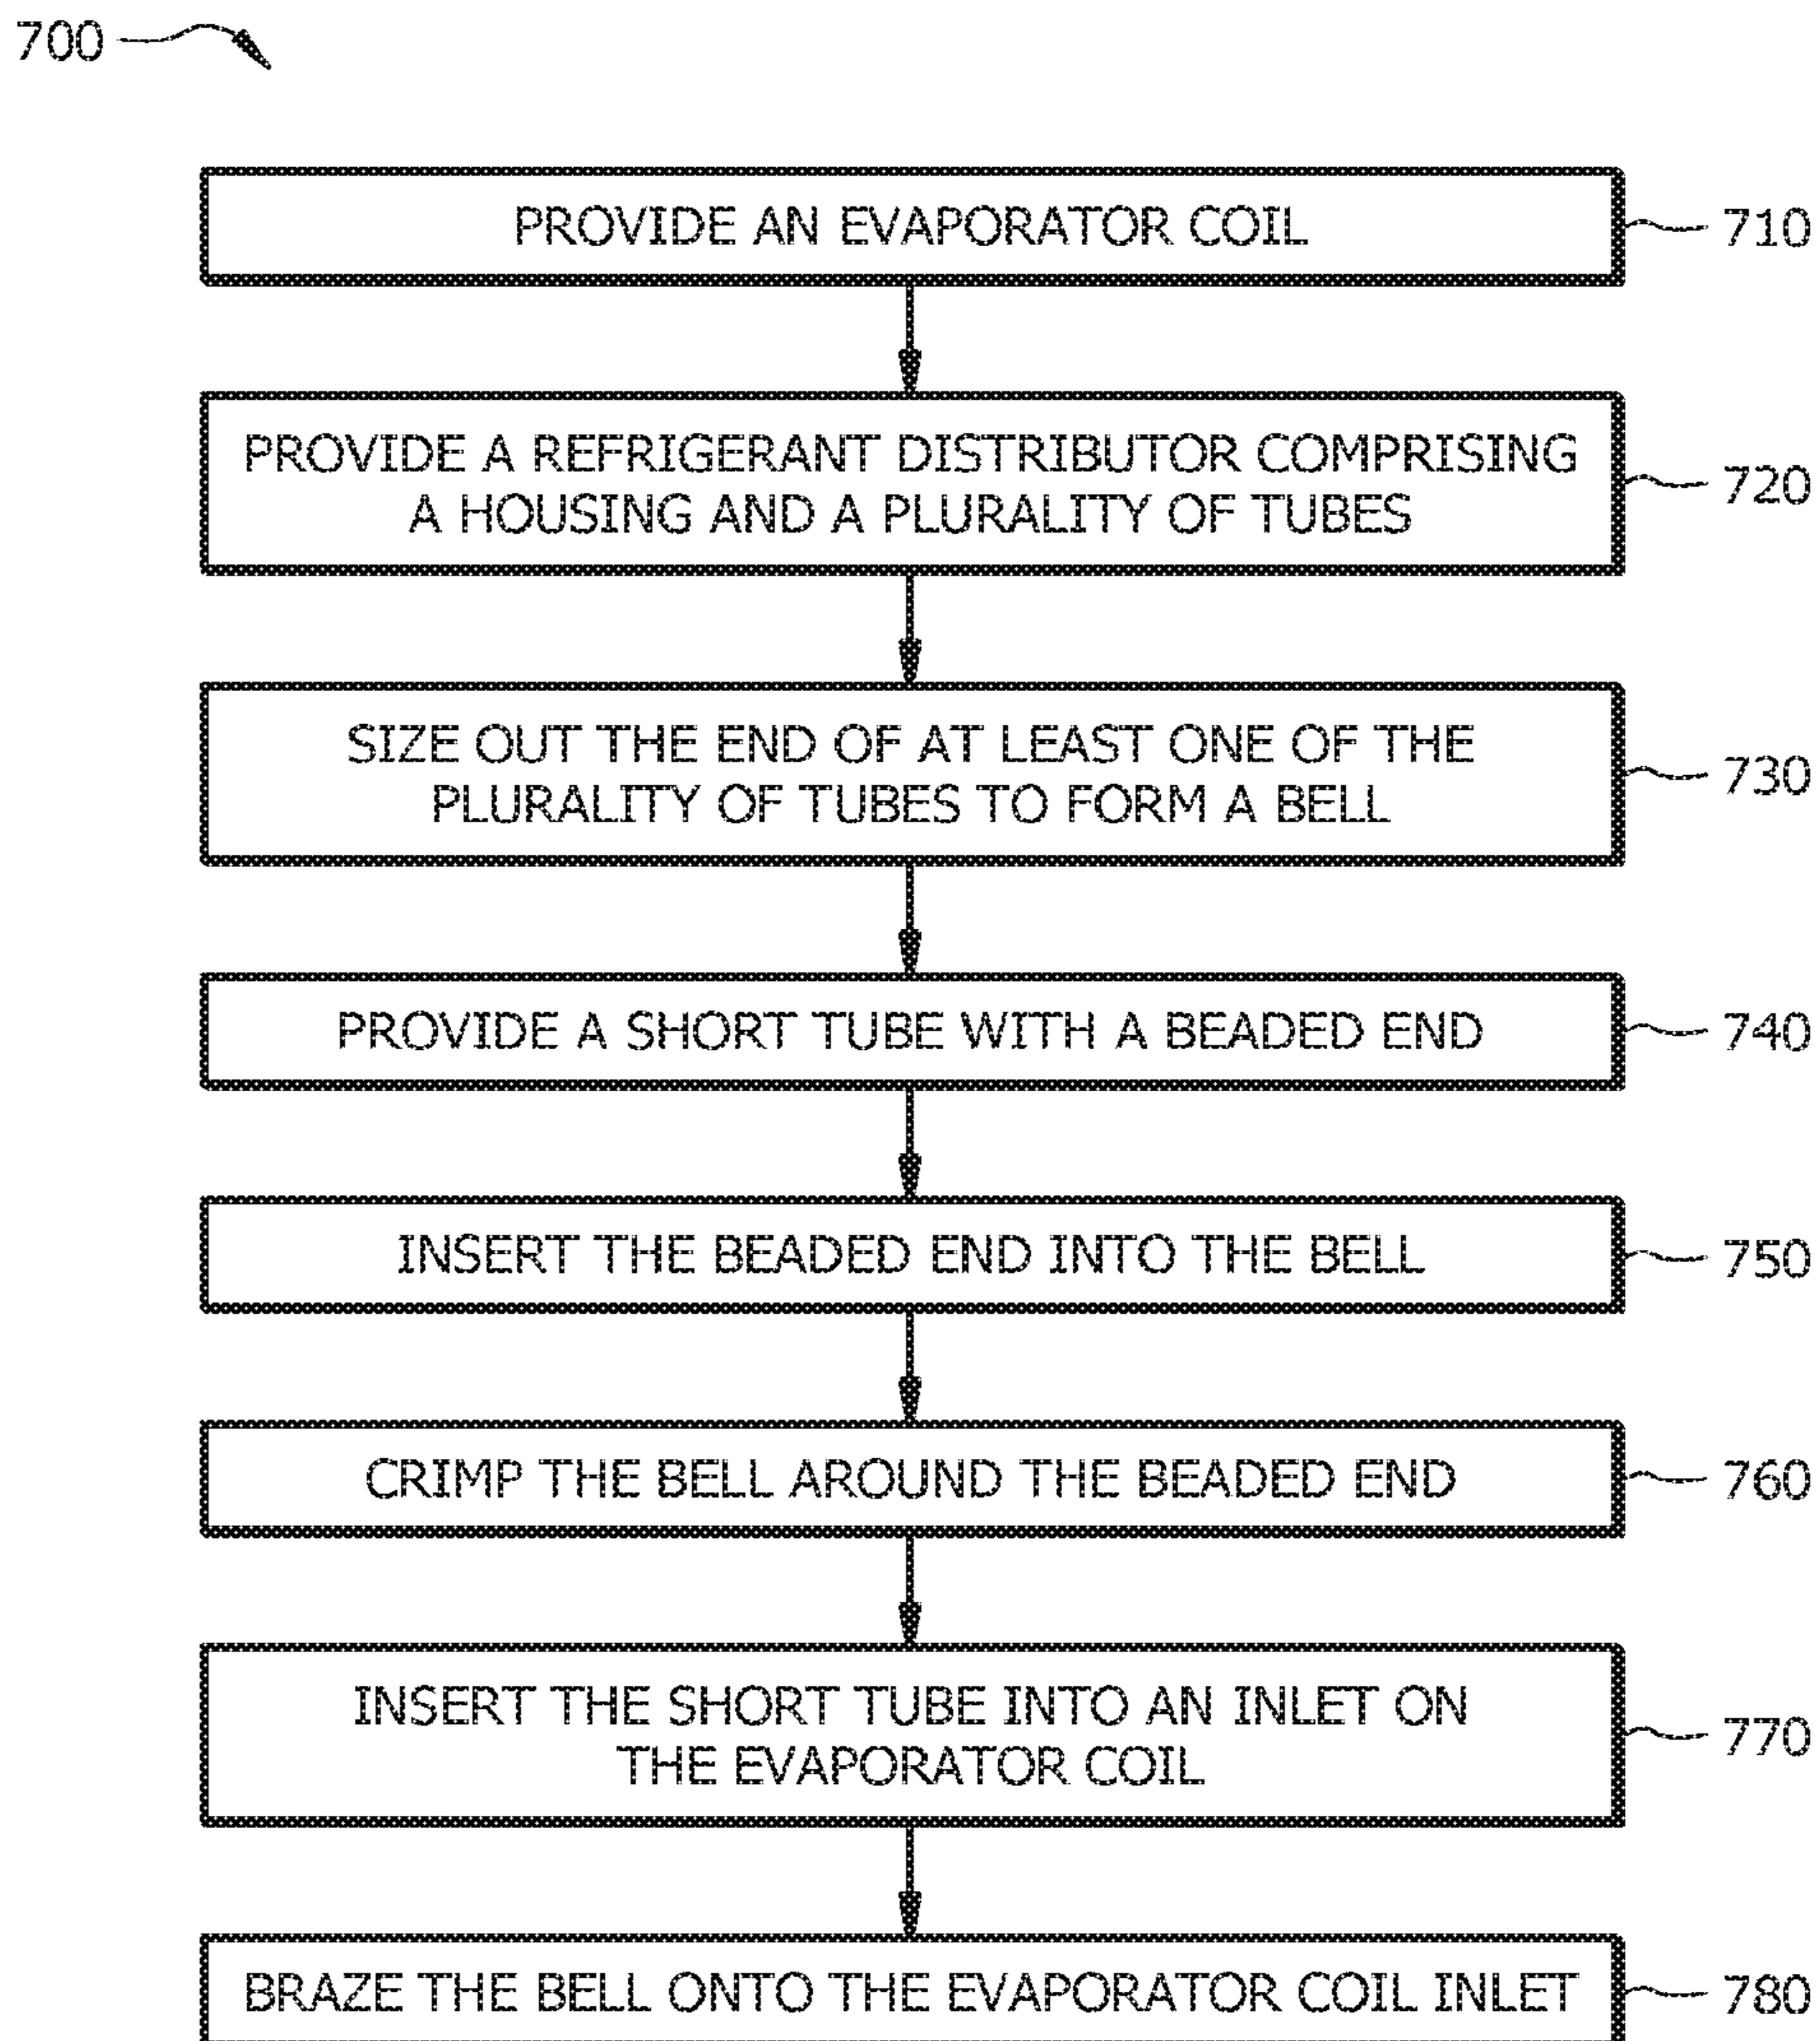 700
PROVIDE AN EVAPORATOR COIL
710
PROVIDE A REFRIGERANT DISTRIBUTOR COMPRISING
A HOUSING AND A PLURALITY OF TUBES
720
SIZE OUT THE END OF AT LEAST ONE OF THE
PLURALITY OF TUBES TO FORM A BELL
730
PROVIDE A SHORT TUBE WITH A BEADED END
740
INSERT THE BEADED END INTO THE BELL
750
CRIMP THE BELL AROUND THE BEADED END
760
INSERT THE SHORT TUBE INTO AN INLET ON
THE EVAPORATOR COIL
770
BRAZE THE BELL ONTO THE EVAPORATOR COIL INLET
780